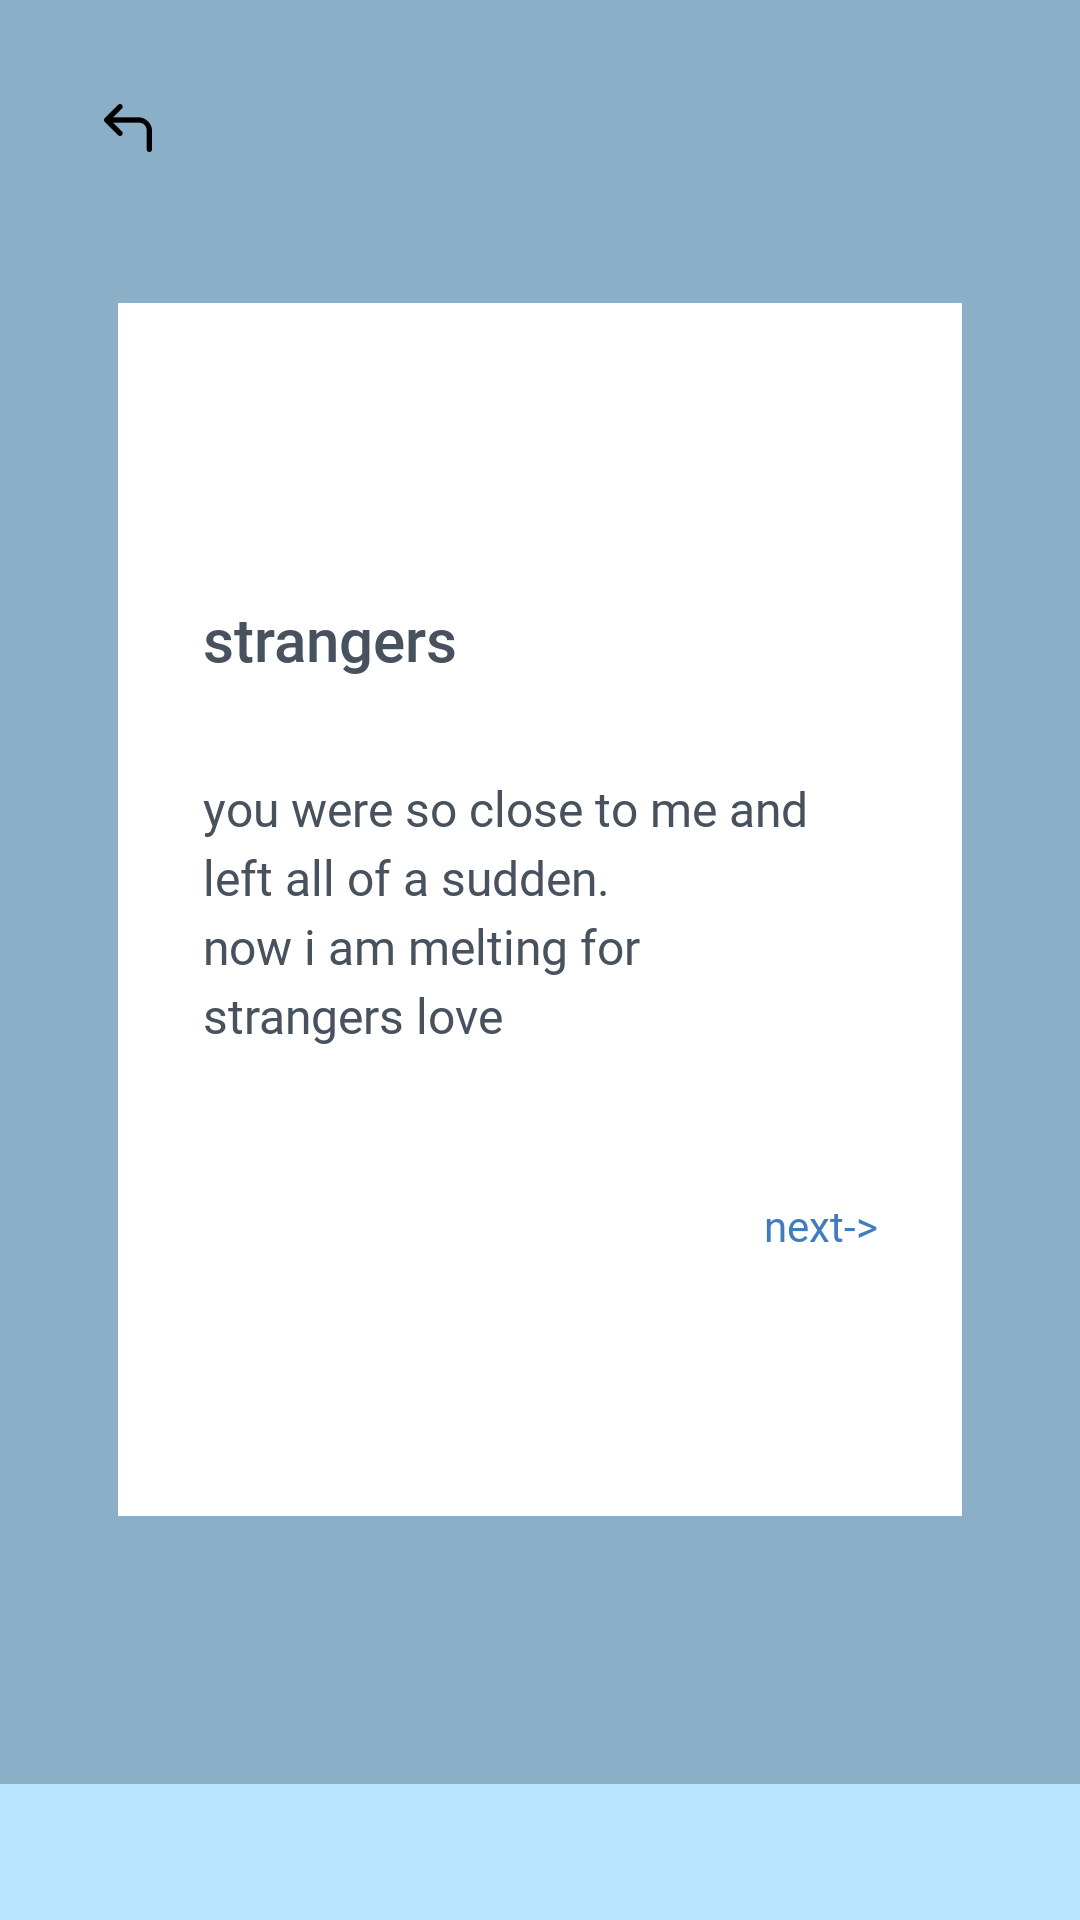 strangers
you were so close to me and
left all of a sudden.
now i am melting for
strangers love
next->